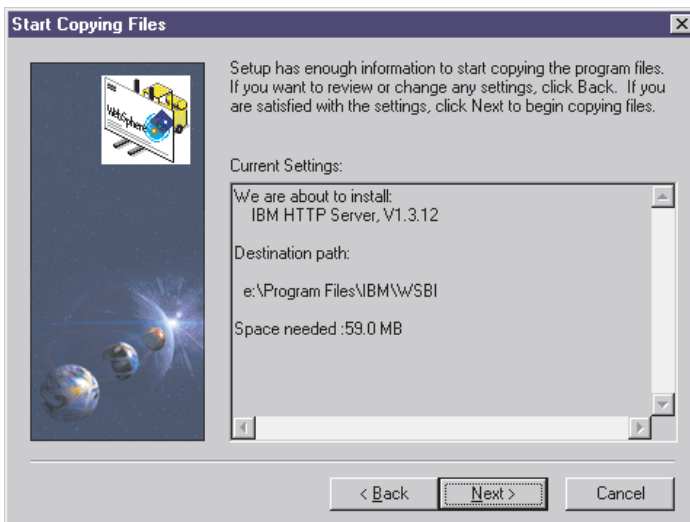 Start Copying Files
WebSphere
Setup has enough information to start copying the program files.
If you want to review or change any settings, click Back. If you
are satisfied with the settings, click Next to begin copying files.
Current Settings:
We are about to install:
IBM HTTP Server, V1.3.12
Destination path:
e:\Program Files\IBM\WSBI
Space needed :59.0 MB
< Back
Next >
Cancel